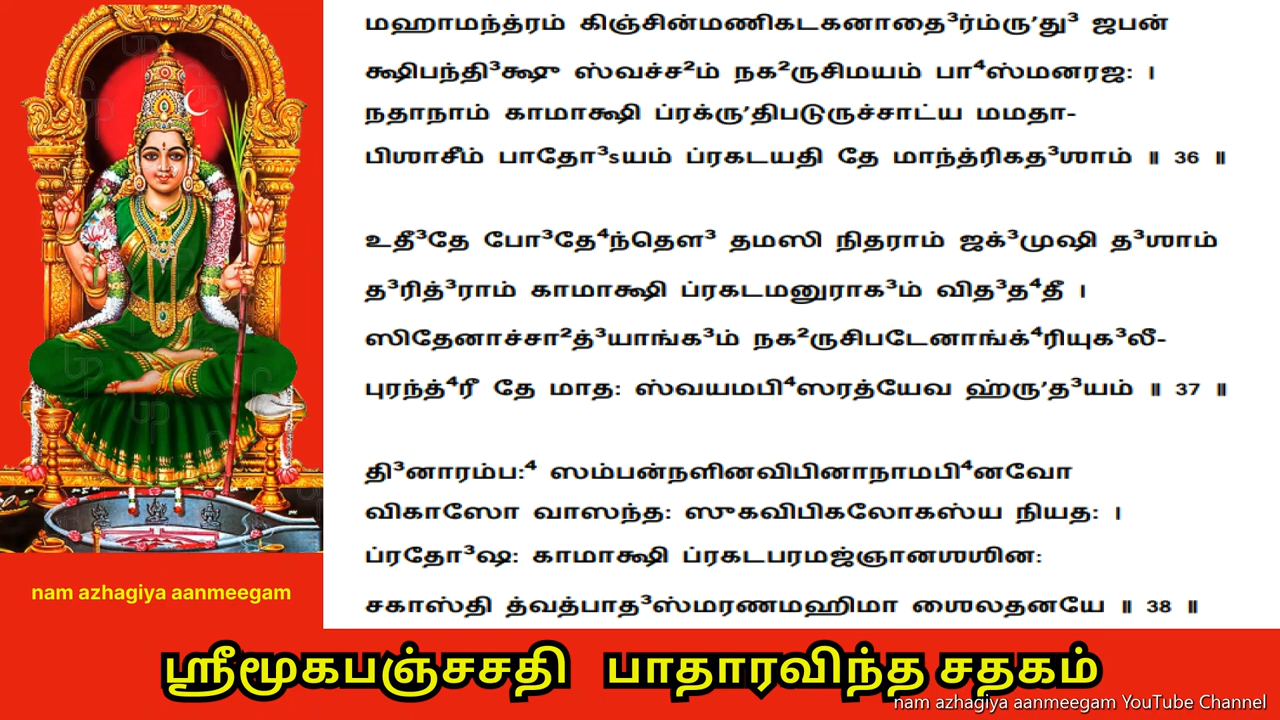 மஹாமந்த்ரம் கிஞ்சின்மணிகடகனாதை³ர்ம்ரு’து³ ஜபன்
க்ஷிபந்தி³க்ஷு ஸ்வச்ச²ம் நக²ருசிமயம் பா⁴ஸ்மனரஜ: ।
நதாநாம் காமாக்ஷி ப்ரக்ரு’திபடுருச்சாட்ய மமதா-
பிஶாசீம் பாதோ³sயம் ப்ரகடயதி தே மாந்த்ரிகத³ஶாம் ॥ 36 ॥
உதீ³தே போ³தே⁴ந்தௌ³ தமஸி நிதராம் ஜக்³முஷி த³ஶாம்
த³ரித்³ராம் காமாக்ஷி ப்ரகடமனுராக³ம் வித³த⁴தீ ।
ஸிதேனாச்சா²த்³யாங்க³ம் நக²ருசிபடேனாங்க்⁴ரியுக³லீ-
புரந்த்⁴ரீ தே மாத: ஸ்வயமபி⁴ஸரத்யேவ ஹ்ரு’த³யம் ॥ 37 ॥
தி³னாரம்ப:⁴ ஸம்பன்நளினவிபினாநாமபி⁴னவோ
விகாஸோ வாஸந்த: ஸுகவிபிகலோகஸ்ய நியத: ।
ப்ரதோ³ஷ: காமாக்ஷி ப்ரகடபரமஜ்ஞானஶஶின:
சகாஸ்தி த்வத்பாத³ஸ்மரணமஹிமா ஶைலதனயே ॥ 38 ॥
nam azhagiya aanmeegam
ஸ்ரீமூகபஞ்சசதி பாதாரவிந்த சதகம்
nam azhagiya aanmeegam YouTube Channel